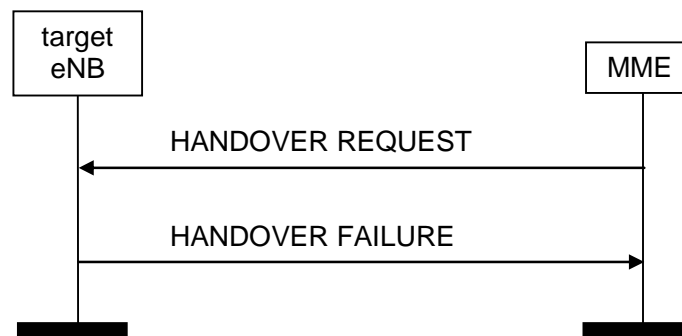 target
eNB
MME
HANDOVER REQUEST
HANDOVER FAILURE